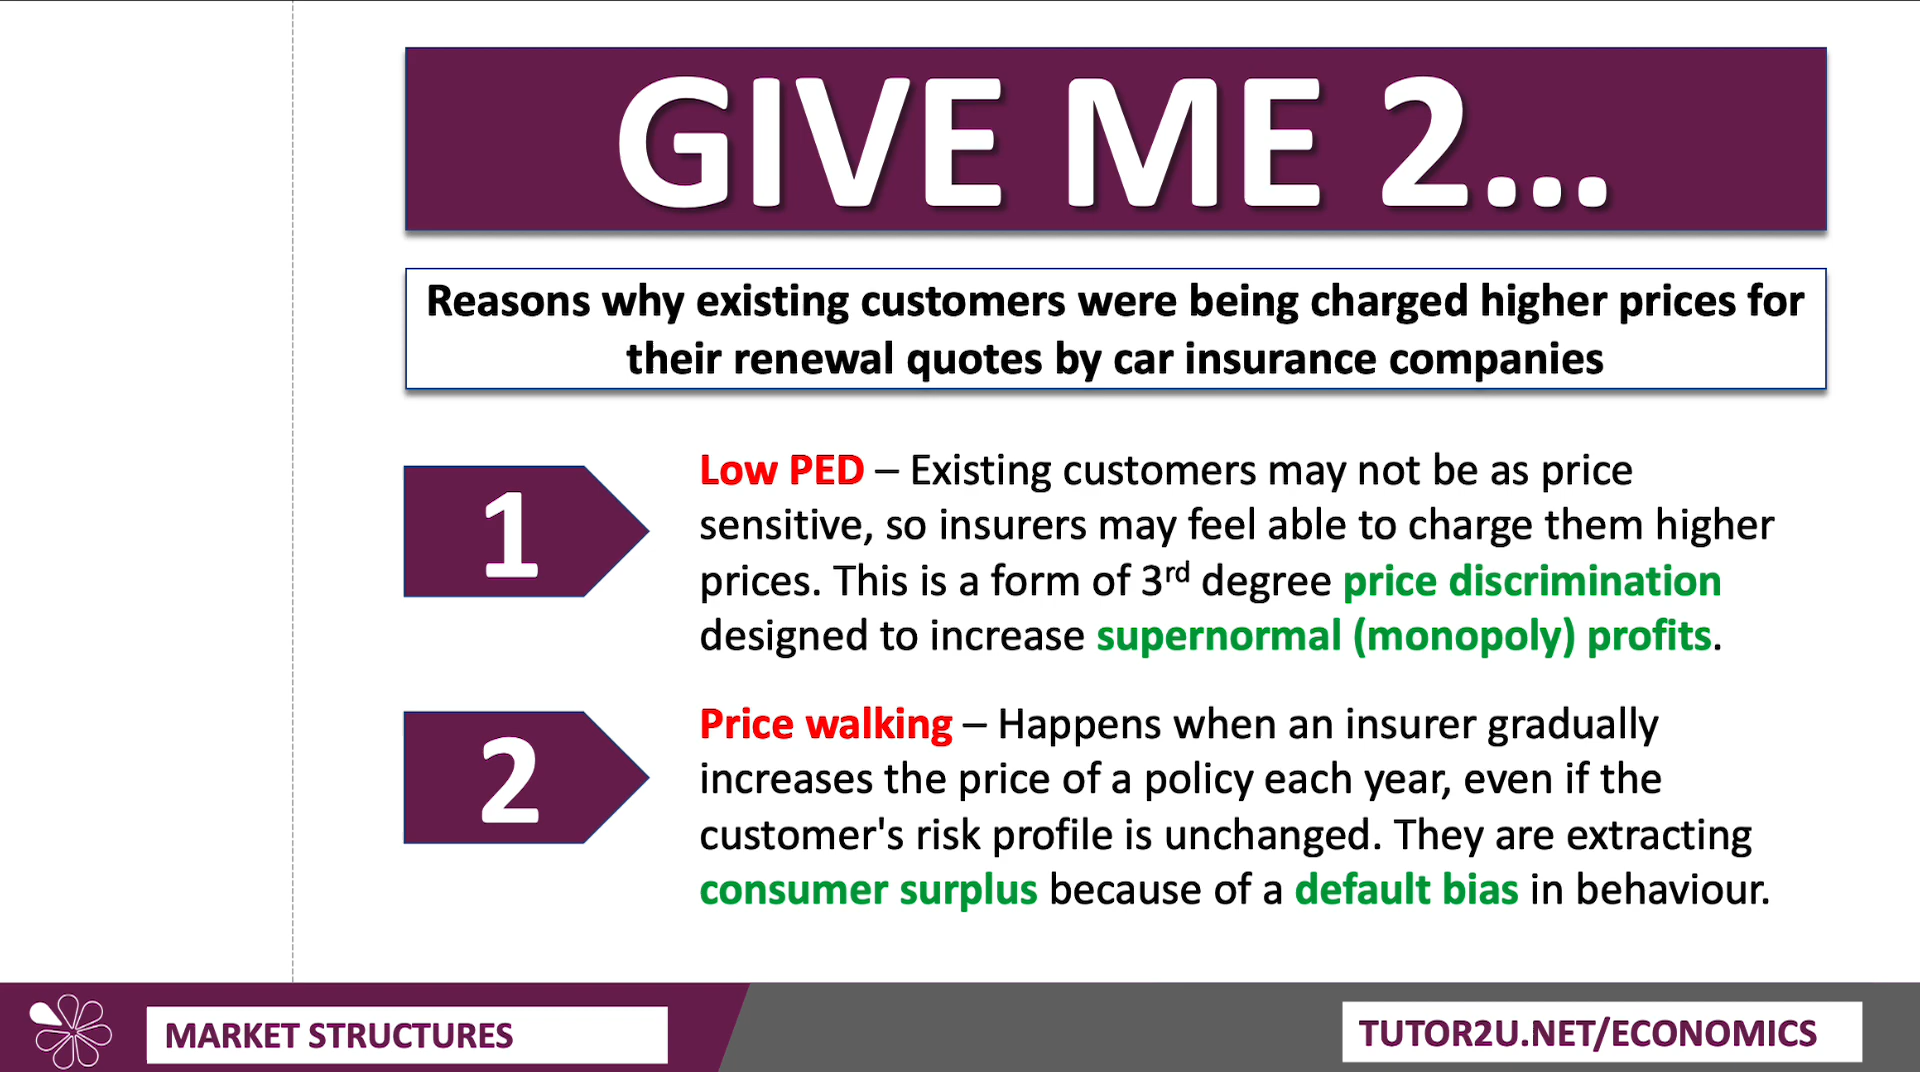 GIVE ME 2...
Reasons why existing customers were being charged higher prices for
their renewal quotes by car insurance companies
1
Low PED – Existing customers may not be as price
sensitive, so insurers may feel able to charge them higher
prices. This is a form of 3rd degree price discrimination
designed to increase supernormal (monopoly) profits.
2
Price walking – Happens when an insurer gradually
increases the price of a policy each year, even if the
customer's risk profile is unchanged. They are extracting
consumer surplus because of a default bias in behaviour.
MARKET STRUCTURES
TUTOR2U.NET/ECONOMICS